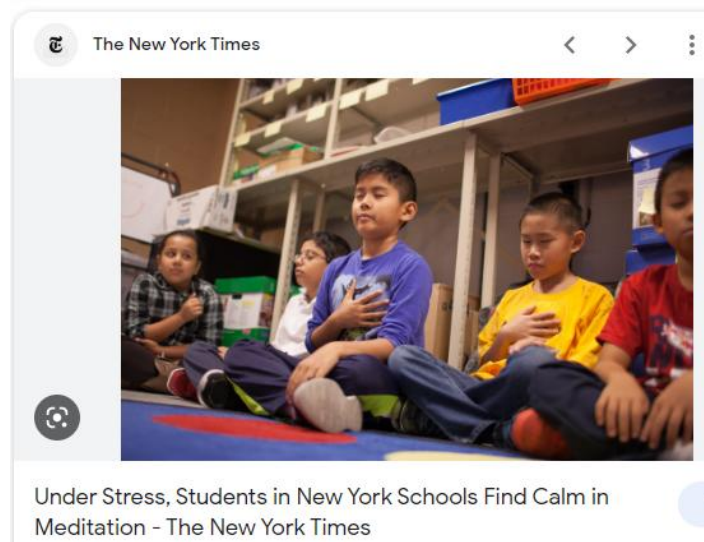 The New York Times
Under Stress, Students in New York Schools Find Calm in
Meditation - The New York Times